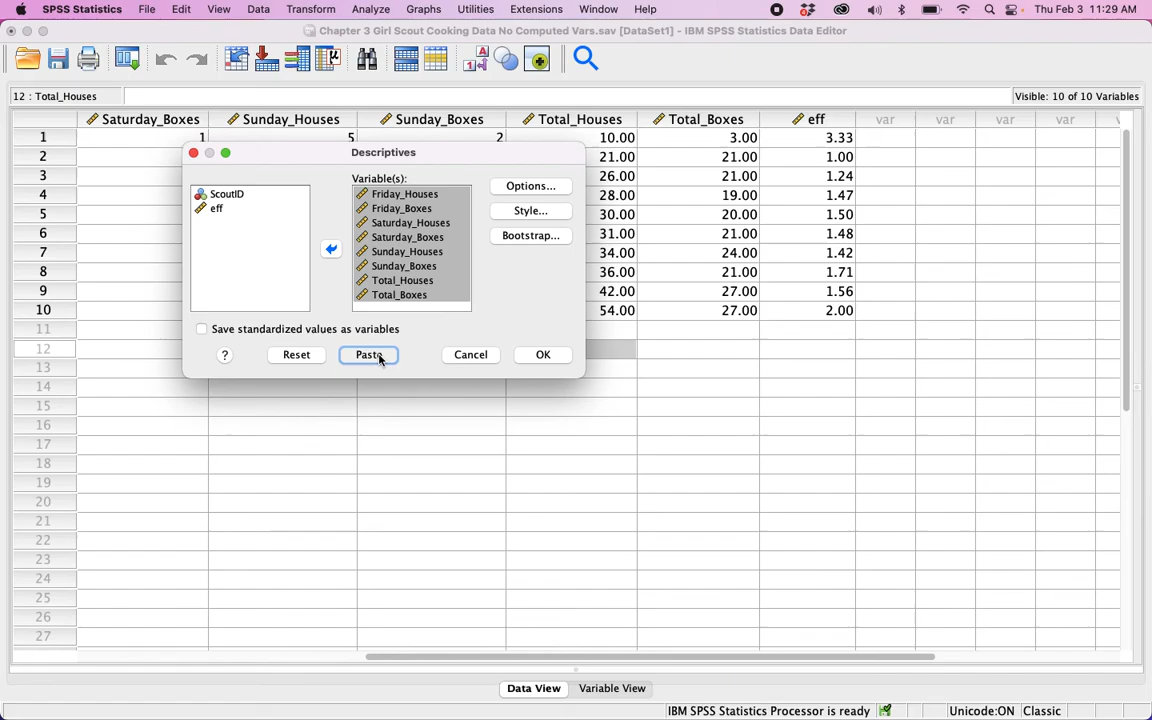 SPSS Statistics File Edit View Data Transform Analyze Graphs Utilities Extensions Window Help Thu Feb 3 11:29 AM
Chapter 3 Girl Scout Cooking Data No Computed Vars.sav [DataSet1] - IBM SPSS Statistics Data Editor
12 : Total_Houses Visible: 10 of 10 Variables
Saturday_Boxes Sunday_Houses Sunday_Boxes Total_Houses Total_Boxes eff var var var var
1 1 5 2 10.00 3.00 3.33
2 21.00 21.00 1.00
3 26.00 21.00 1.24
4 28.00 19.00 1.47
5 30.00 20.00 1.50
6 31.00 21.00 1.48
7 34.00 24.00 1.42
8 36.00 21.00 1.71
9 42.00 27.00 1.56
10 54.00 27.00 2.00
11
12
13
14
15
16
17
18
19
20
21
22
23
24
25
26
27
Descriptives
Variable(s):
ScoutID
eff
Friday_Houses
Friday_Boxes
Saturday_Houses
Saturday_Boxes
Sunday_Houses
Sunday_Boxes
Total_Houses
Total_Boxes
Options...
Style...
Bootstrap...
Save standardized values as variables
? Reset Paste Cancel OK
Data View Variable View
IBM SPSS Statistics Processor is ready Unicode:ON Classic